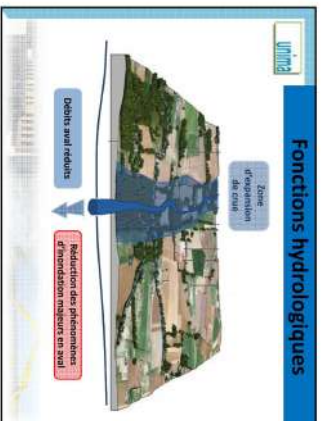 unima
Fonctions hydrologiques
Zone
d'expansion
de crue
Débits aval réduits
Réduction des phénomènes
d'inondation majeurs en aval